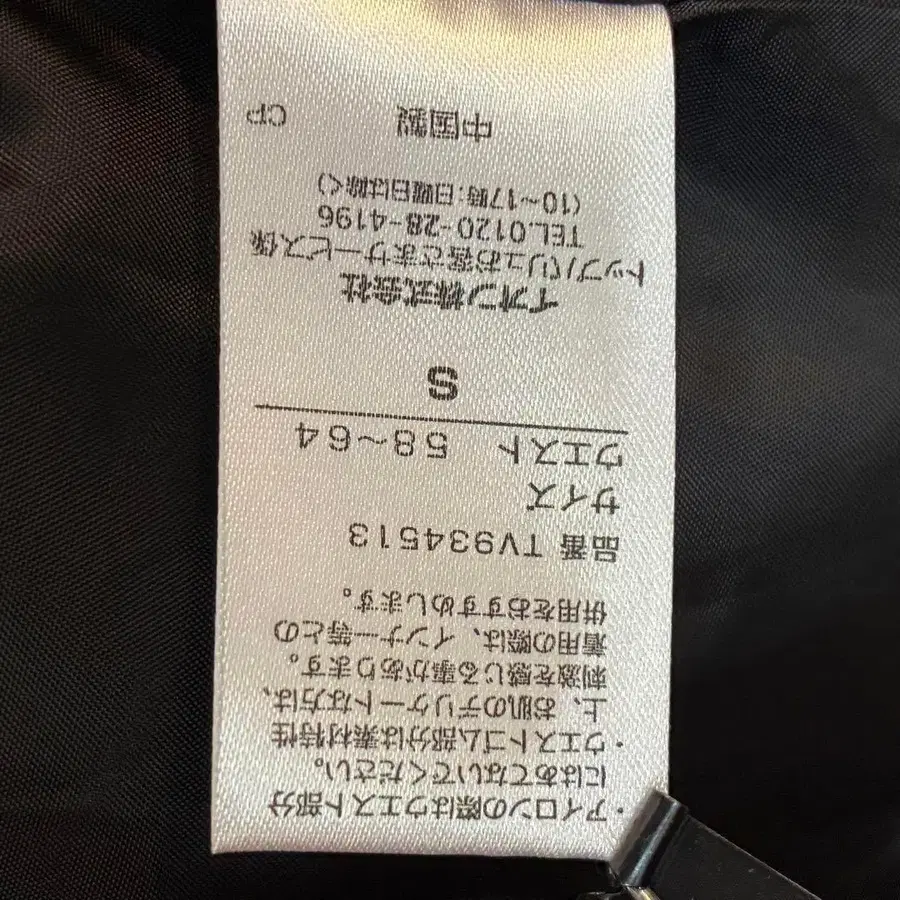 ・アイロンの際はウエスト部分
にはあてないでください。
・ウエストゴム部分は素材特性
上、お肌のデリケートな方は、
刺激を感じる事があります。
着用の際は、インナー等との
併用をおすすめします。
品番 TV934513
サイズ
ウエスト 58~64
S
イオン株式会社
トップバリュお客さまサービス係
TEL.0120-28-4196
(10~17時:日曜日は除く)
中国製 CP